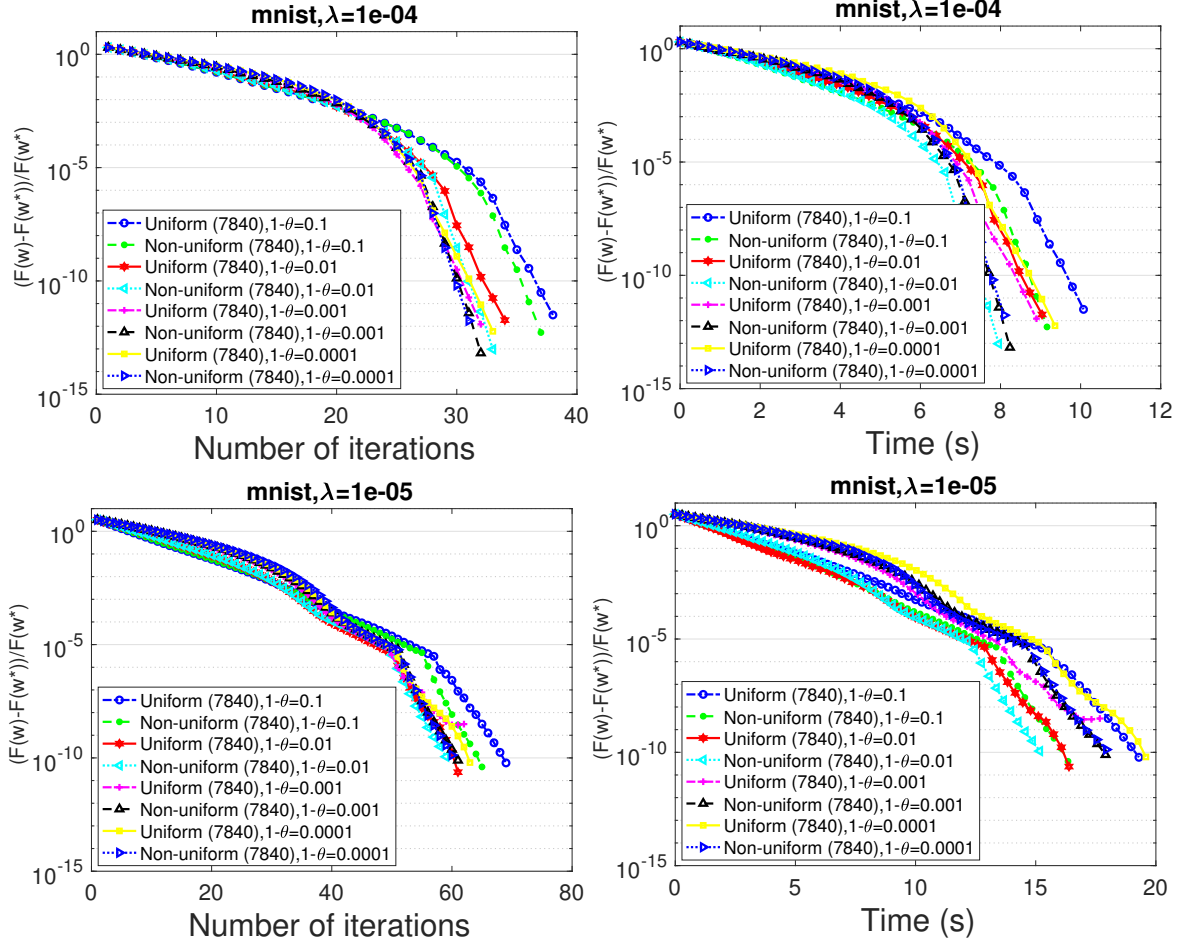 mnist,λ=1e-04
(F(w)-F(w*))/F(w*)
10^0
10^-5
10^-10
10^-15
Uniform (7840),1-θ=0.1
Non-uniform (7840),1-θ=0.1
Uniform (7840),1-θ=0.01
Non-uniform (7840),1-θ=0.01
Uniform (7840),1-θ=0.001
Non-uniform (7840),1-θ=0.001
Uniform (7840),1-θ=0.0001
Non-uniform (7840),1-θ=0.0001
0 10 20 30 40
Number of iterations
mnist,λ=1e-04
(F(w)-F(w*))/F(w*)
10^0
10^-5
10^-10
10^-15
Uniform (7840),1-θ=0.1
Non-uniform (7840),1-θ=0.1
Uniform (7840),1-θ=0.01
Non-uniform (7840),1-θ=0.01
Uniform (7840),1-θ=0.001
Non-uniform (7840),1-θ=0.001
Uniform (7840),1-θ=0.0001
Non-uniform (7840),1-θ=0.0001
0 2 4 6 8 10 12
Time (s)
mnist,λ=1e-05
(F(w)-F(w*))/F(w*)
10^0
10^-5
10^-10
10^-15
Uniform (7840),1-θ=0.1
Non-uniform (7840),1-θ=0.1
Uniform (7840),1-θ=0.01
Non-uniform (7840),1-θ=0.01
Uniform (7840),1-θ=0.001
Non-uniform (7840),1-θ=0.001
Uniform (7840),1-θ=0.0001
Non-uniform (7840),1-θ=0.0001
0 20 40 60 80
Number of iterations
mnist,λ=1e-05
(F(w)-F(w*))/F(w*)
10^0
10^-5
10^-10
10^-15
Uniform (7840),1-θ=0.1
Non-uniform (7840),1-θ=0.1
Uniform (7840),1-θ=0.01
Non-uniform (7840),1-θ=0.01
Uniform (7840),1-θ=0.001
Non-uniform (7840),1-θ=0.001
Uniform (7840),1-θ=0.0001
Non-uniform (7840),1-θ=0.0001
0 5 10 15 20
Time (s)